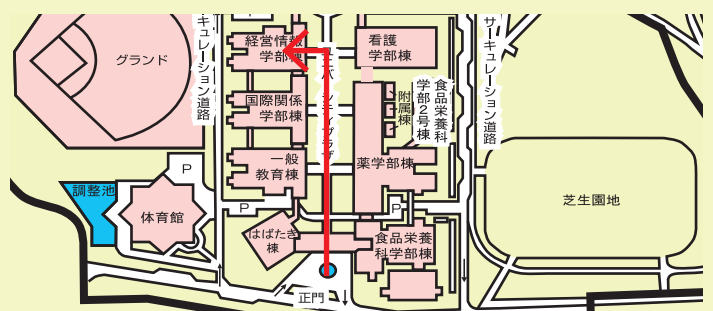 グランド
キュレーション道路
経営情報
学部棟
看護
学部棟
サーキュレーション道路
国際関係
学部棟
附属棟
食品栄養科
学部2号棟
一般
教育棟
薬学部棟
P
調整池
体育館
P
P
はばたき
棟
食品栄養
科学部棟
芝生園地
正門